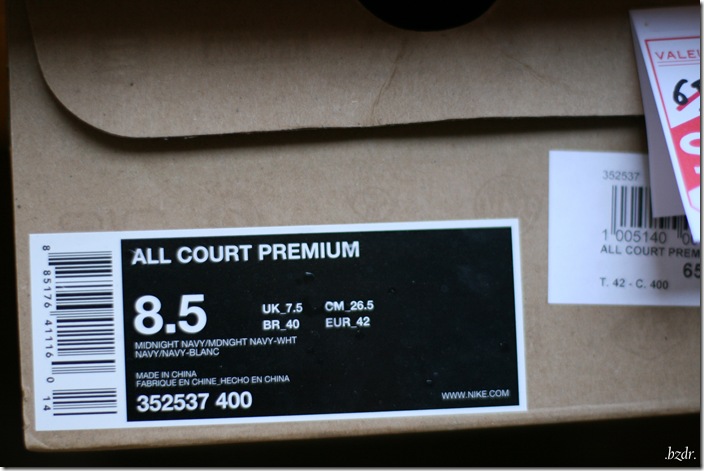 ALL COURT PREMIUM
8.5
UK_7.5 CM_26.5
BR_40 EUR_42
MIDNIGHT NAVY/MDNGHT NAVY-WHT
NAVY/NAVY-BLANC
MADE IN CHINA
FABRIQUE EN CHINE_HECHO EN CHINA
352537 400
WWW.NIKE.COM
8 85176 41116 0 14
352537
1 005140
ALL COURT PREM
65
T. 42 - C. 400
.bzdr.